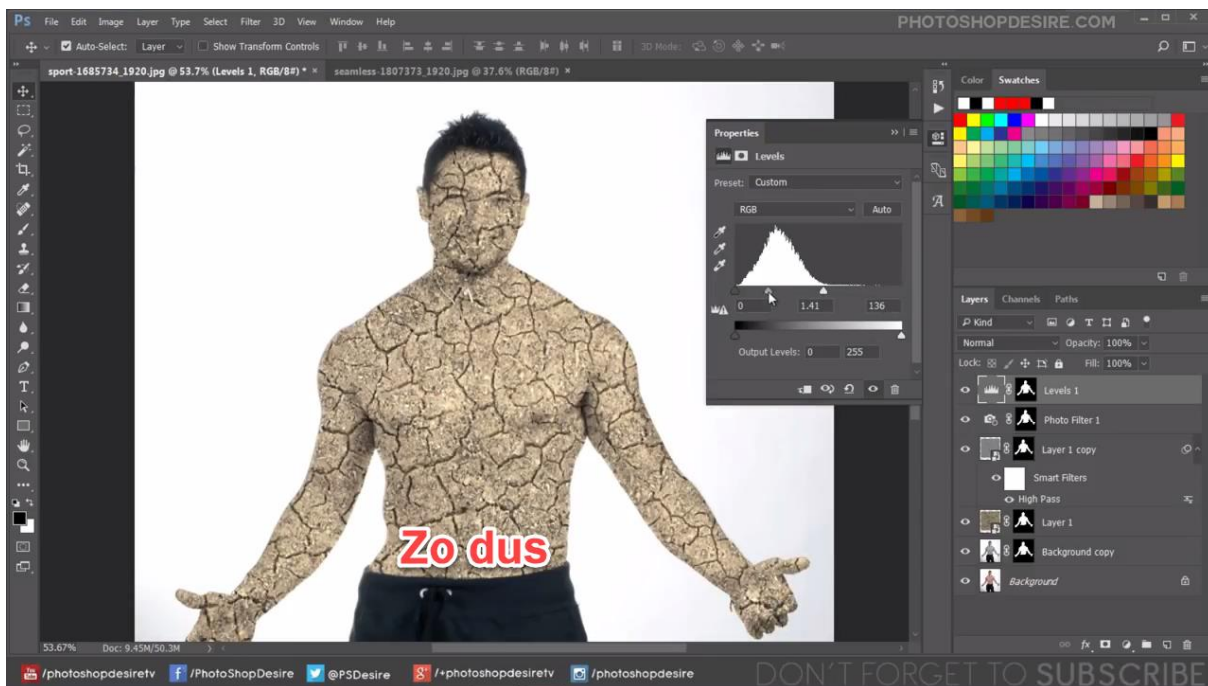 Ps File Edit Image Layer Type Select Filter 3D View Window Help
PHOTOSHOPDESIRE.COM
Auto-Select: Layer Show Transform Controls 3D Mode:
sport-1685734_1920.jpg @ 53.7% (Levels 1, RGB/8#) * × seamless-1807373_1920.jpg @ 37.6% (RGB/8#) ×
Color Swatches
Properties
Levels
Preset: Custom
RGB Auto
0 1.41 136
Output Levels: 0 255
Layers Channels Paths
Kind
Normal Opacity: 100%
Lock: Fill: 100%
Levels 1
Photo Filter 1
Layer 1 copy
Smart Filters
High Pass
Layer 1
Background copy
Background
Zo dus
53.67% Doc: 9.45M/50.3M
/photoshopdesiretv /PhotoShopDesire @PSDesire /+photoshopdesiretv /photoshopdesire DON'T FORGET TO SUBSCRIBE